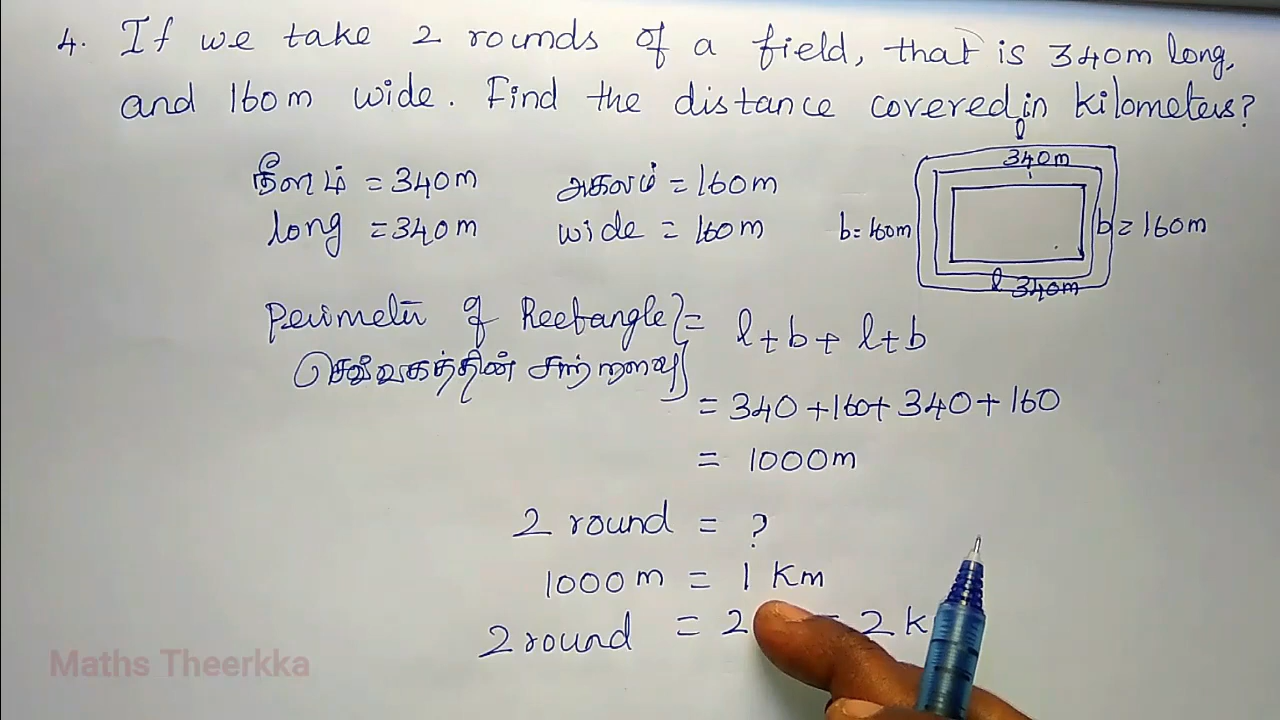 4. If we take 2 rounds of a field, that is 340m long,
and 160m wide. Find the distance covered in kilometers?
l
340m
நீளம் = 340m அகலம் = 160m
long = 340m wide = 160m
b = 160m
b = 160m
l 340m
Perimeter of Rectangle } = l + b + l + b
செவ்வகத்தின் சுற்றளவு
= 340 + 160 + 340 + 160
= 1000m
2 round = ?
1000m = 1 Km
2 round = 2 = 2 k
Maths Theerkka